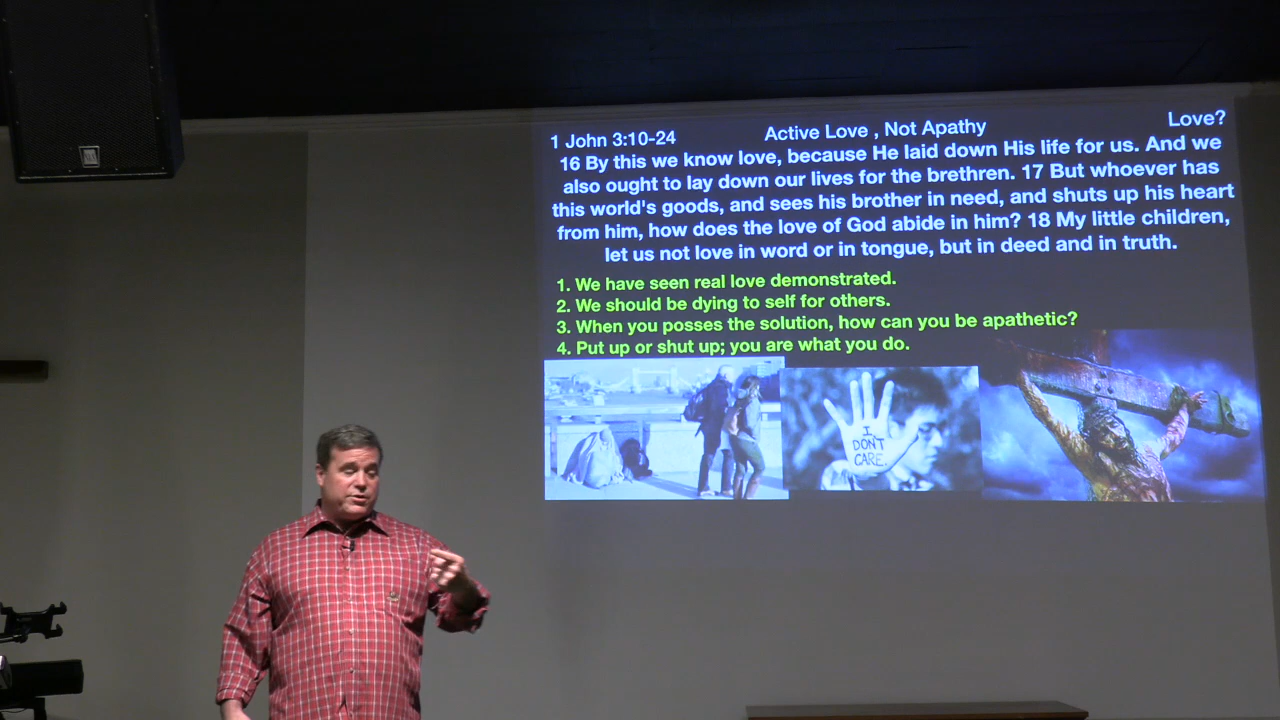 1 John 3:10-24 Active Love , Not Apathy Love?
16 By this we know love, because He laid down His life for us. And we
also ought to lay down our lives for the brethren. 17 But whoever has
this world's goods, and sees his brother in need, and shuts up his heart
from him, how does the love of God abide in him? 18 My little children,
let us not love in word or in tongue, but in deed and in truth.
1. We have seen real love demonstrated.
2. We should be dying to self for others.
3. When you posses the solution, how can you be apathetic?
4. Put up or shut up; you are what you do.
I
DON'T
CARE.